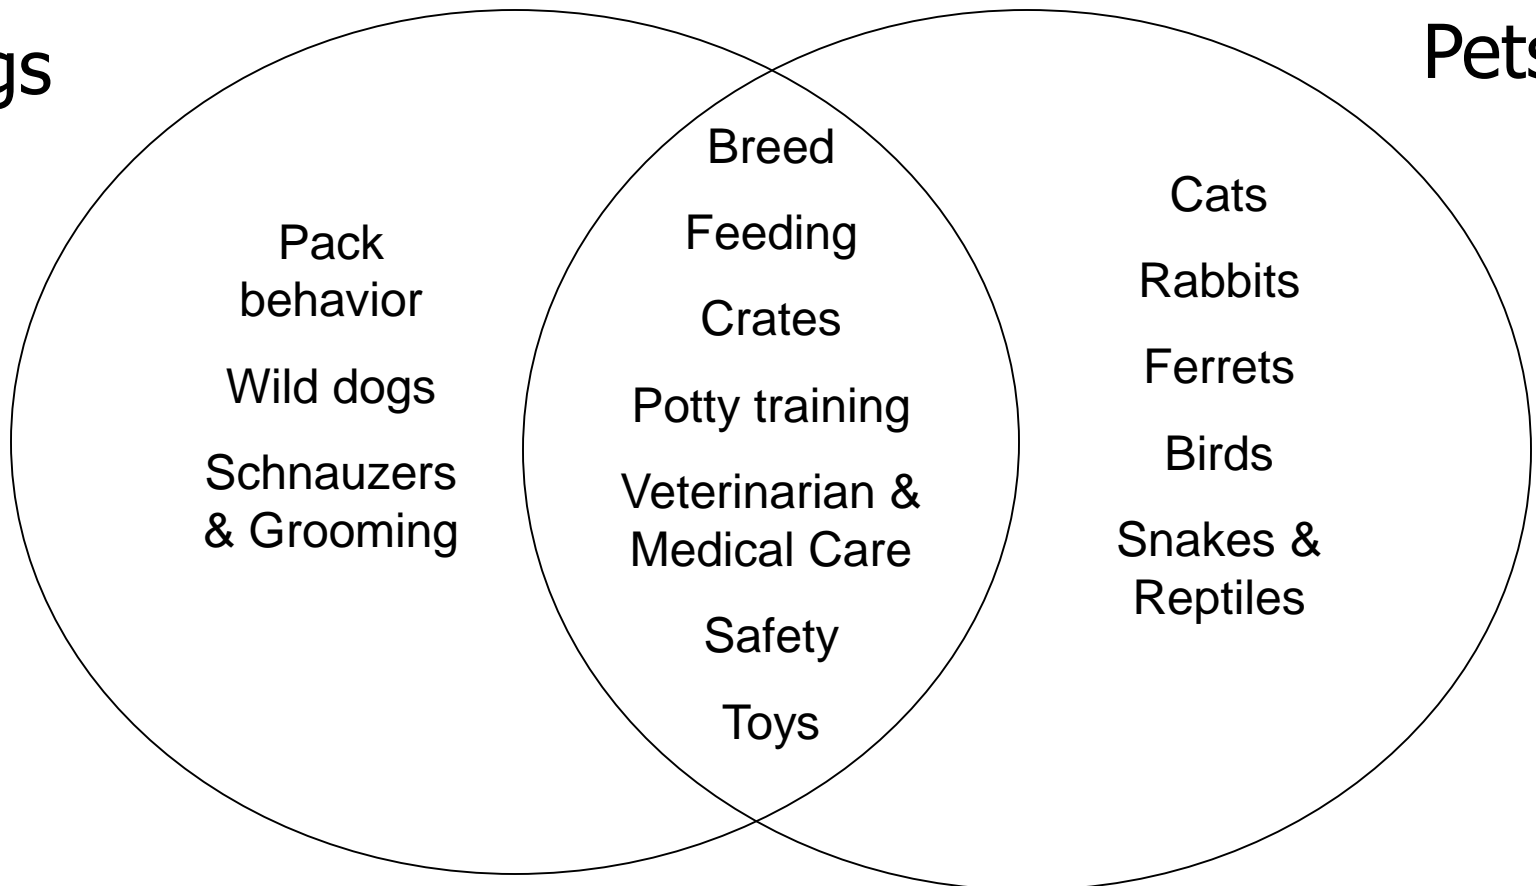 gs
Pets
Pack
behavior
Wild dogs
Schnauzers
& Grooming
Breed
Feeding
Crates
Potty training
Veterinarian &
Medical Care
Safety
Toys
Cats
Rabbits
Ferrets
Birds
Snakes &
Reptiles